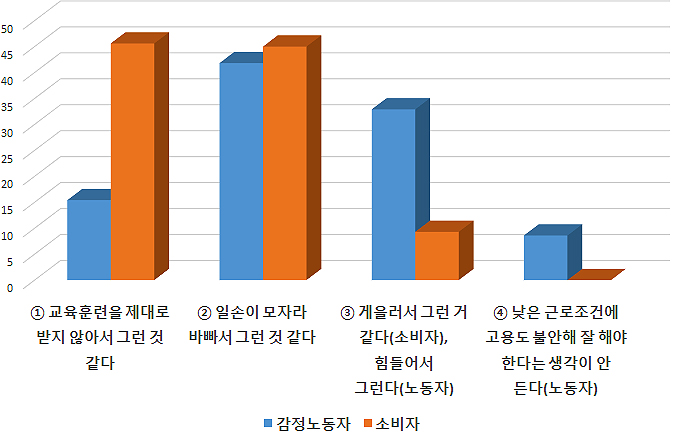 50
45
40
35
30
25
20
15
10
5
0
① 교육훈련을 제대로
받지 않아서 그런 것
같다
② 일손이 모자라
바빠서 그런 것 같다
③ 게을러서 그런 거
같다(소비자),
힘들어서
그런다(노동자)
④ 낮은 근로조건에
고용도 불안해 잘 해야
한다는 생각이 안
든다(노동자)
감정노동자 소비자